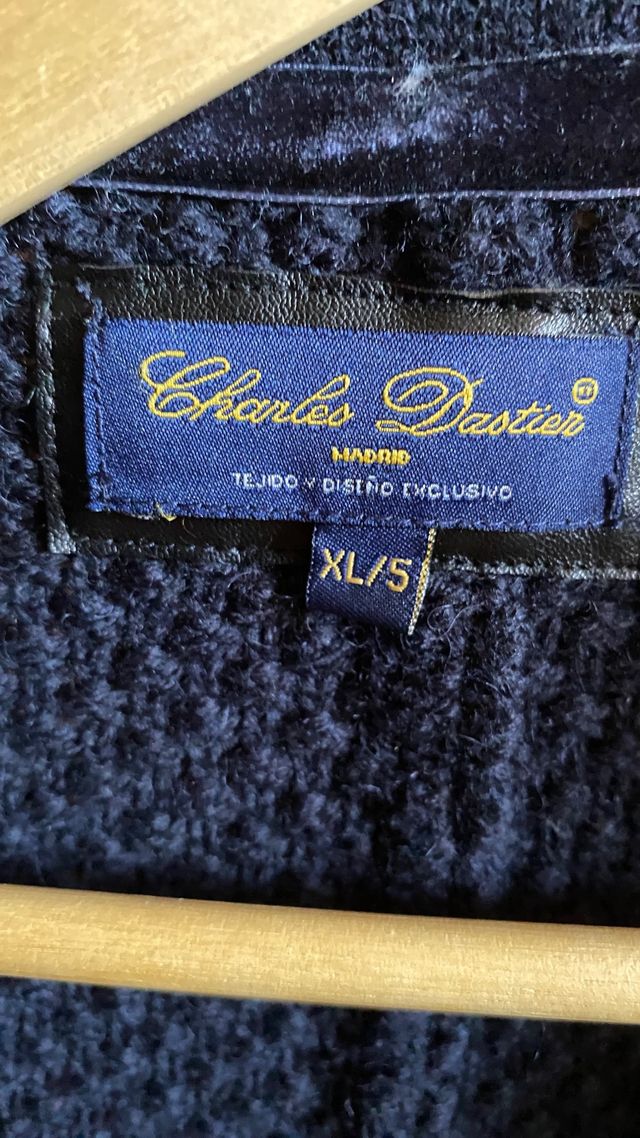 Charles Dastier ®
MADRID
TEJIDO Y DISEÑO EXCLUSIVO
XL/5